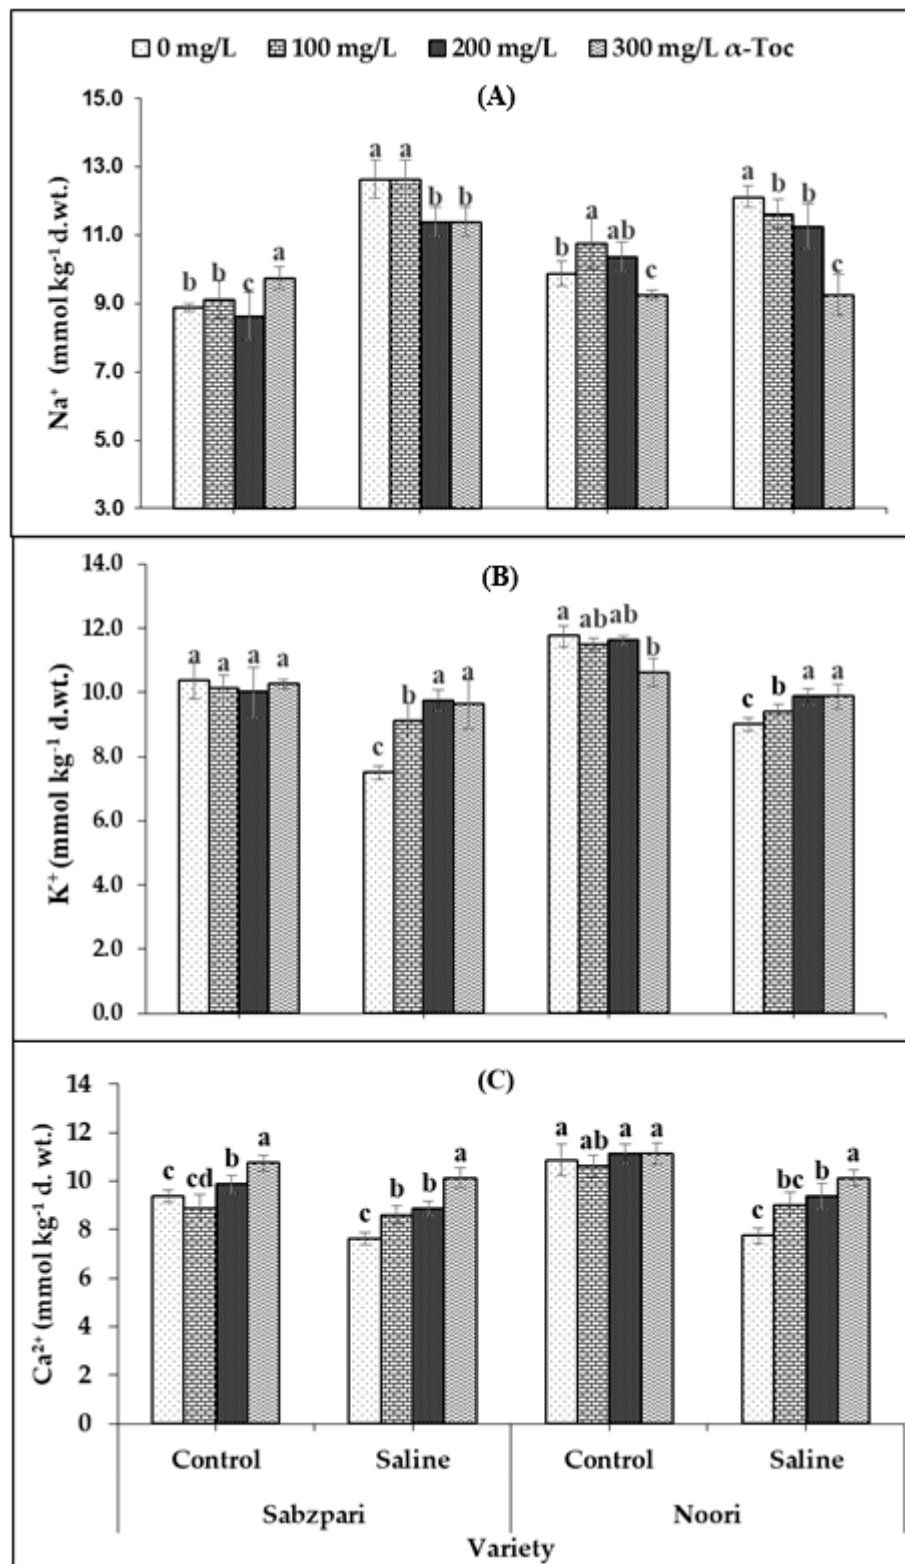 0 mg/L 100 mg/L 200 mg/L 300 mg/L α-Toc
(A)
Na⁺ (mmol kg⁻¹ d.wt.)
15.0
13.0
11.0
9.0
7.0
5.0
3.0
b b c a
a a b b
b a ab c
a b b c
(B)
K⁺ (mmol kg⁻¹ d.wt.)
14.0
12.0
10.0
8.0
6.0
4.0
2.0
0.0
a a a a
c b a a
a ab ab b
c b a a
(C)
Ca²⁺ (mmol kg⁻¹ d. wt.)
14
12
10
8
6
4
2
0
c cd b a
c b b a
a ab a a
c bc b a
Control Saline Control Saline
Sabzpari Noori
Variety